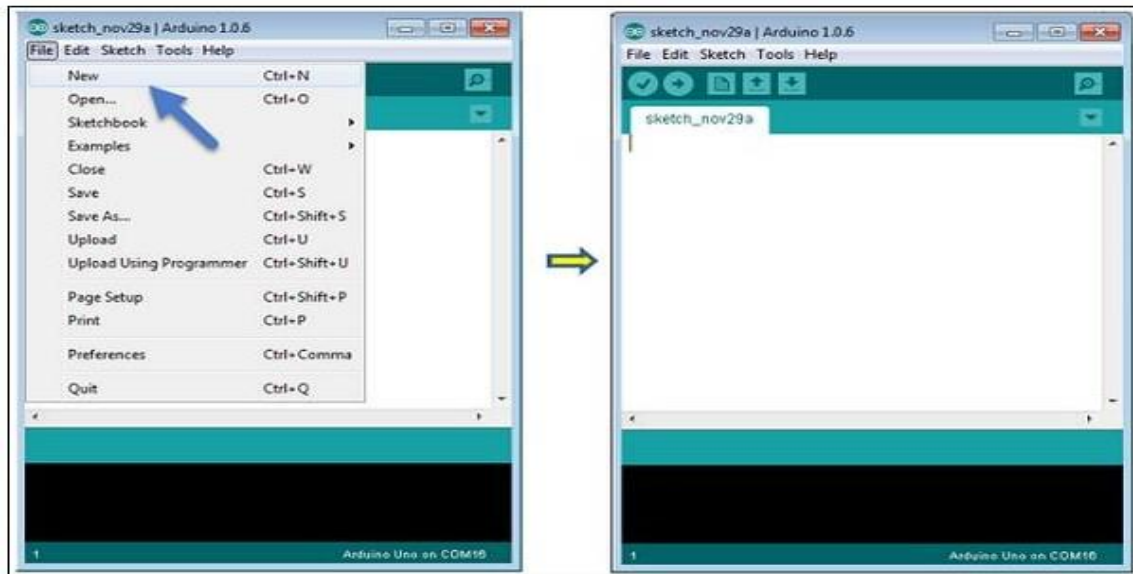 sketch_nov29a | Arduino 1.0.6
File Edit Sketch Tools Help
New Ctrl+N
Open... Ctrl+O
Sketchbook
Examples
Close Ctrl+W
Save Ctrl+S
Save As... Ctrl+Shift+S
Upload Ctrl+U
Upload Using Programmer Ctrl+Shift+U
Page Setup Ctrl+Shift+P
Print Ctrl+P
Preferences Ctrl+Comma
Quit Ctrl+Q
1 Arduino Uno on COM16
sketch_nov29a | Arduino 1.0.6
File Edit Sketch Tools Help
sketch_nov29a
1 Arduino Uno on COM16